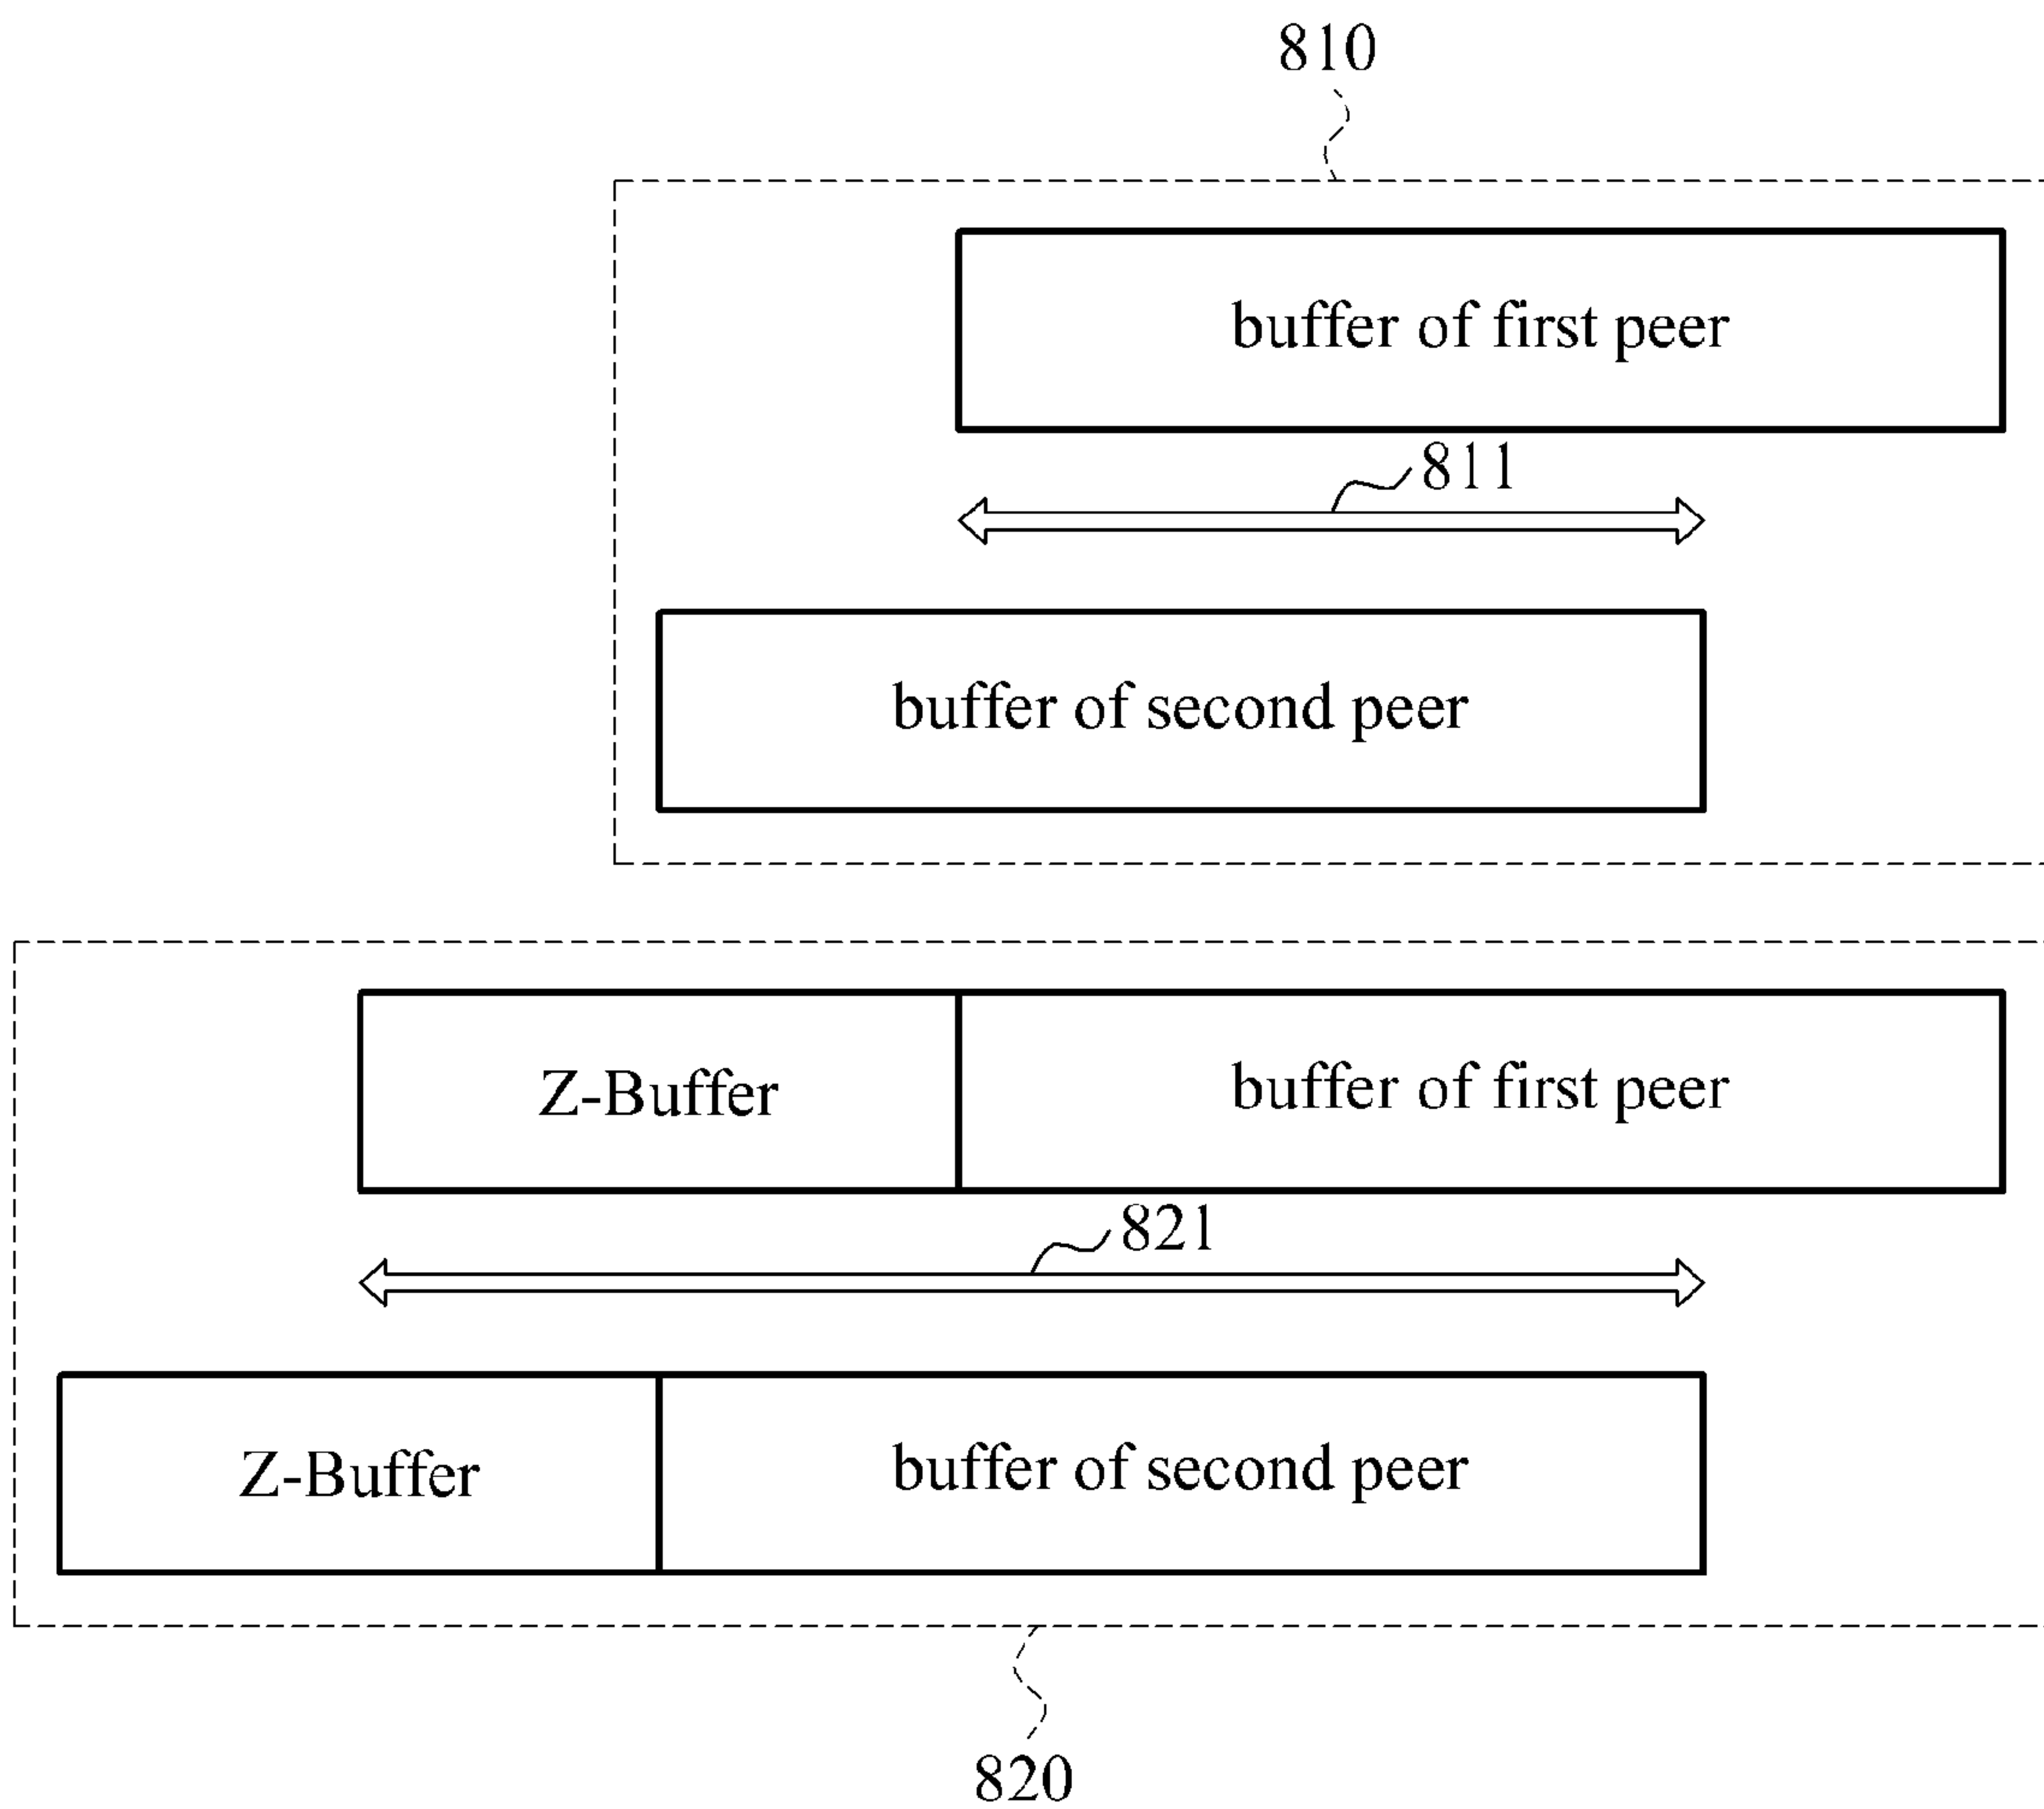 810
buffer of first peer
811
buffer of second peer
Z-Buffer
buffer of first peer
821
Z-Buffer
buffer of second peer
820